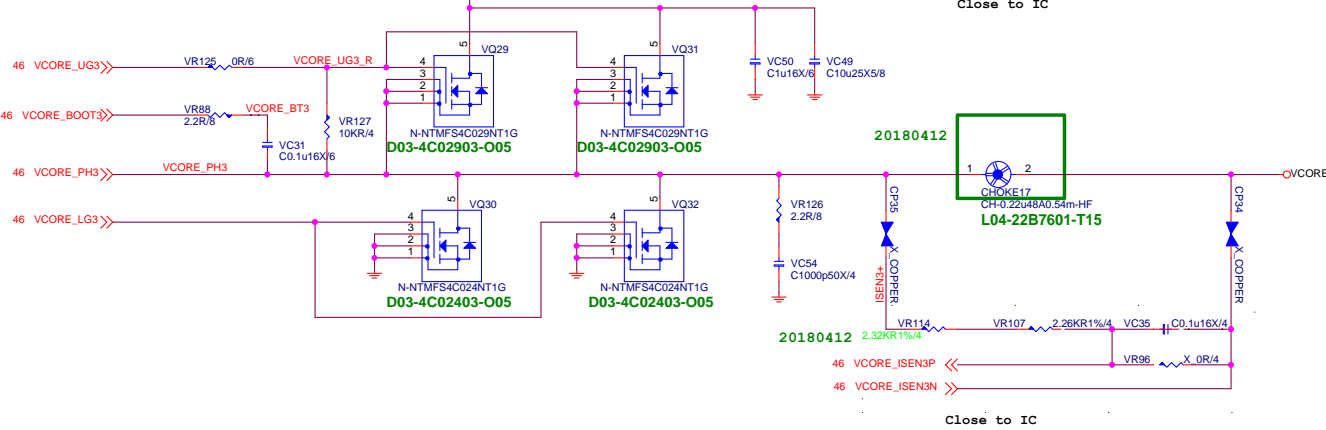 Close to IC
46 VCORE_UG3
VR125 0R/6
VCORE_UG3_R
5
VQ29
4
3
2
1
N-NTMFS4C029NT1G
D03-4C02903-O05
5
VQ31
4
3
2
1
N-NTMFS4C029NT1G
D03-4C02903-O05
VC50
C1u16X/6
VC49
C10u25X5/8
46 VCORE_BOOT3
VR88
2.2R/8
VCORE_BT3
VC31
C0.1u16X/6
VR127
10KR/4
20180412
1
2
CHOKE17
CH-0.22u48A0.54m-HF
L04-22B7601-T15
VCORE
46 VCORE_PH3
VCORE_PH3
46 VCORE_LG3
5
VQ30
4
3
2
1
N-NTMFS4C024NT1G
D03-4C02403-O05
5
VQ32
4
3
2
1
N-NTMFS4C024NT1G
D03-4C02403-O05
VR126
2.2R/8
VC54
C1000p50X/4
CP35
X_COPPER
ISEN3+
CP34
X_COPPER
20180412
2.32KR1%/4
VR114
VR107
2.26KR1%/4
VC35
C0.1u16X/4
46 VCORE_ISEN3P
VR96
X_0R/4
46 VCORE_ISEN3N
Close to IC